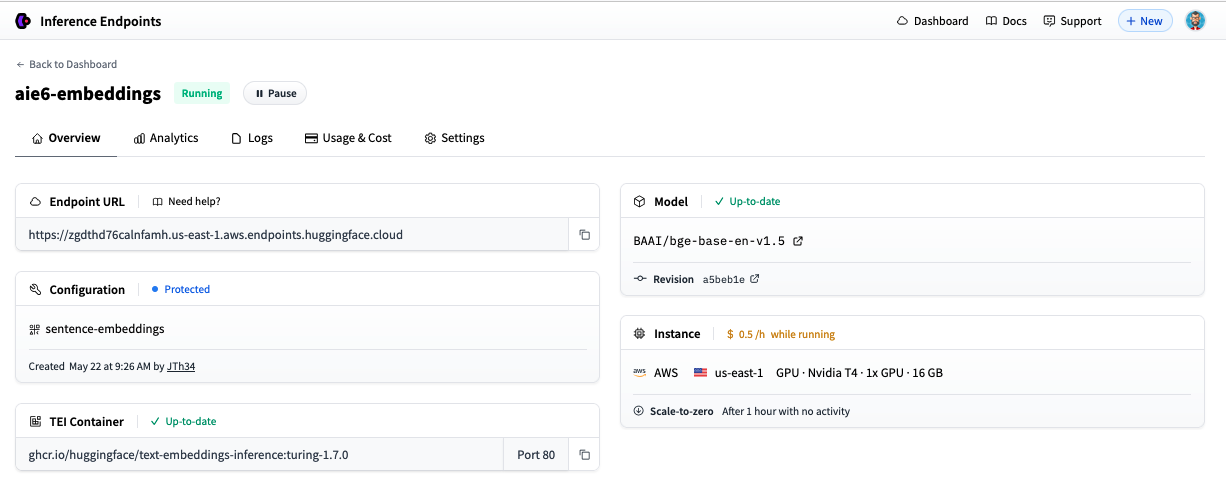 Inference Endpoints
Dashboard Docs Support + New
← Back to Dashboard
aie6-embeddings Running Pause
Overview Analytics Logs Usage & Cost Settings
Endpoint URL Need help?
https://zgdthd76calnfamh.us-east-1.aws.endpoints.huggingface.cloud
Configuration Protected
sentence-embeddings
Created May 22 at 9:26 AM by JTh34
TEI Container Up-to-date
ghcr.io/huggingface/text-embeddings-inference:turing-1.7.0 Port 80
Model Up-to-date
BAAI/bge-base-en-v1.5
Revision a5beb1e
Instance $ 0.5 /h while running
aws AWS us-east-1 GPU · Nvidia T4 · 1x GPU · 16 GB
Scale-to-zero After 1 hour with no activity